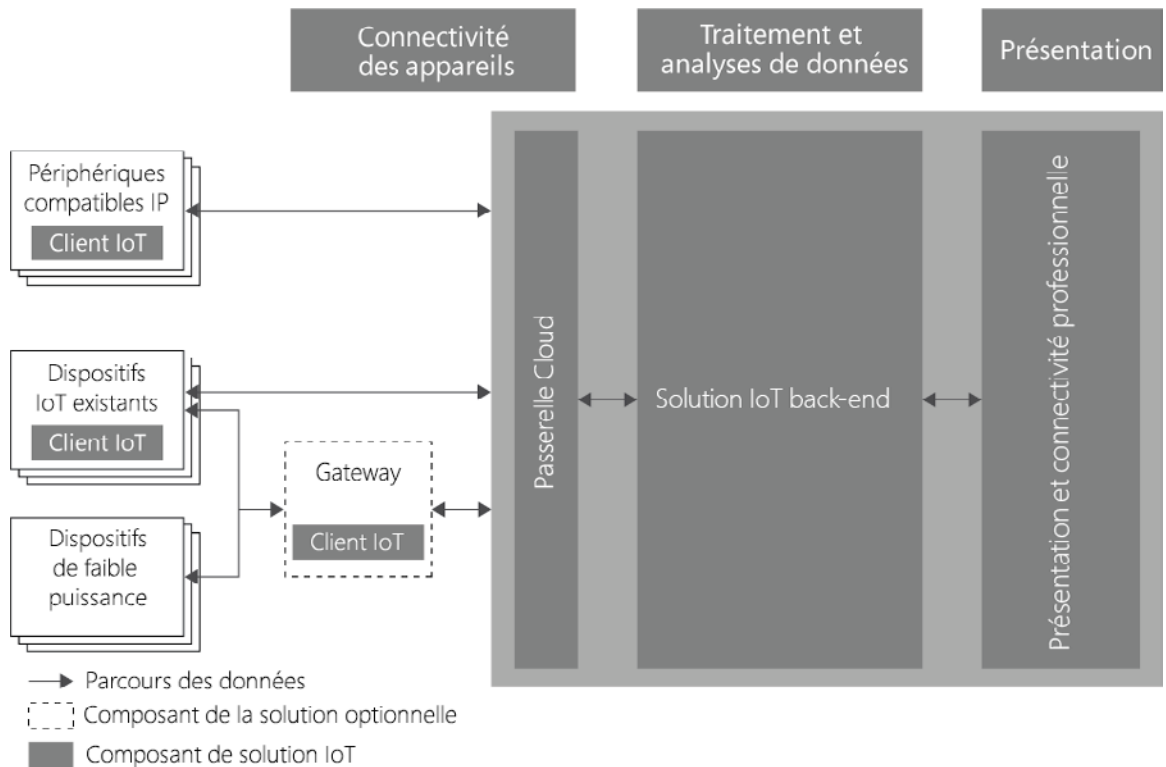 Connectivité
des appareils
Traitement et
analyses de données
Présentation
Périphériques
compatibles IP
Client IoT
Dispositifs
IoT existants
Client IoT
Gateway
Client IoT
Dispositifs
de faible
puissance
Passerelle Cloud
Solution IoT back-end
Présentation et connectivité professionnelle
Parcours des données
Composant de la solution optionnelle
Composant de solution IoT